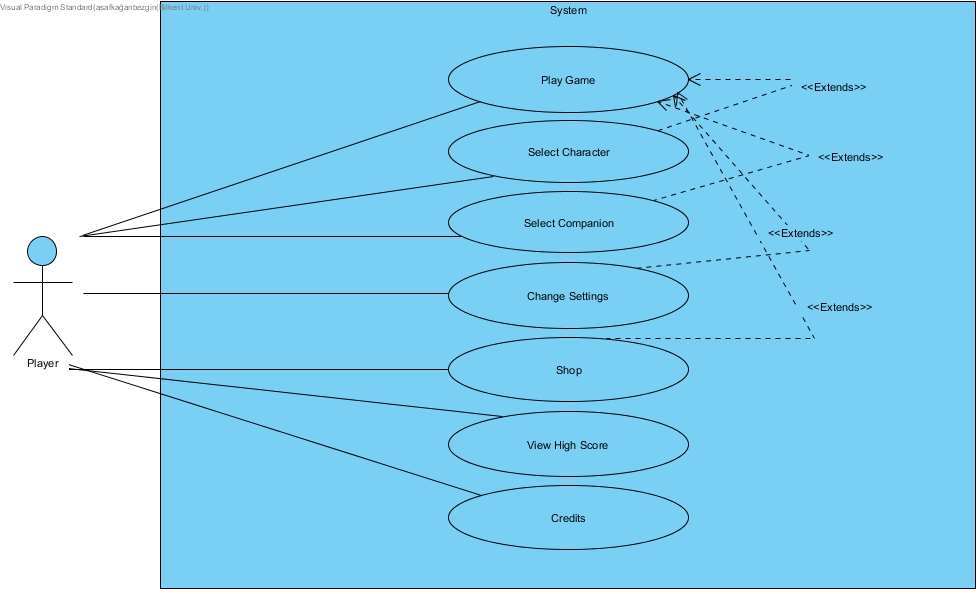 Visual Paradigm Standard(asafkağanbezgin(Bilkent Univ.))
System
Play Game
<<Extends>>
Select Character
<<Extends>>
Select Companion
<<Extends>>
Change Settings
<<Extends>>
Player
Shop
View High Score
Credits